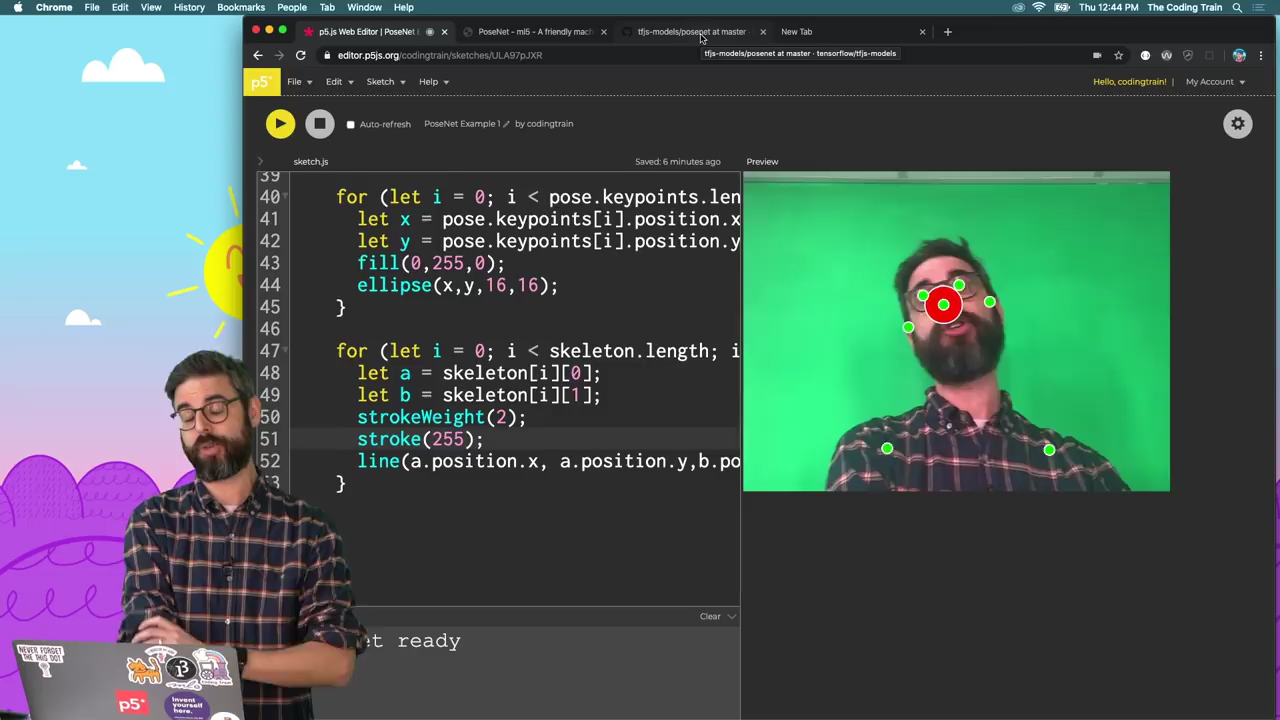 Chrome File Edit View History Bookmarks People Tab Window Help Thu 12:44 PM The Coding Train
p5.js Web Editor | PoseNet
PoseNet - ml5 - A friendly mach
tfjs-models/posenet at master
New Tab
editor.p5js.org/codingtrain/sketches/ULA97pJXR
tfjs-models/posenet at master · tensorflow/tfjs-models
p5* File Edit Sketch Help Hello, codingtrain! | My Account
Auto-refresh PoseNet Example 1 by codingtrain
sketch.js Saved: 6 minutes ago Preview
39
40 for (let i = 0; i < pose.keypoints.len
41 let x = pose.keypoints[i].position.x
42 let y = pose.keypoints[i].position.y
43 fill(0,255,0);
44 ellipse(x,y,16,16);
45 }
46
47 for (let i = 0; i < skeleton.length; i
48 let a = skeleton[i][0];
49 let b = skeleton[i][1];
50 strokeWeight(2);
51 stroke(255);
52 line(a.position.x, a.position.y,b.po
3 }
Clear
et ready
NEVER FORGET
THE THIS DOT
p5*
Invent
yourself
here.